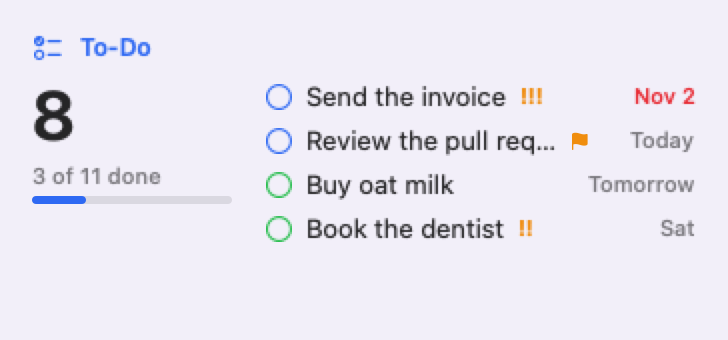 To-Do
8
3 of 11 done
Send the invoice !!! Nov 2
Review the pull req... Today
Buy oat milk Tomorrow
Book the dentist !! Sat